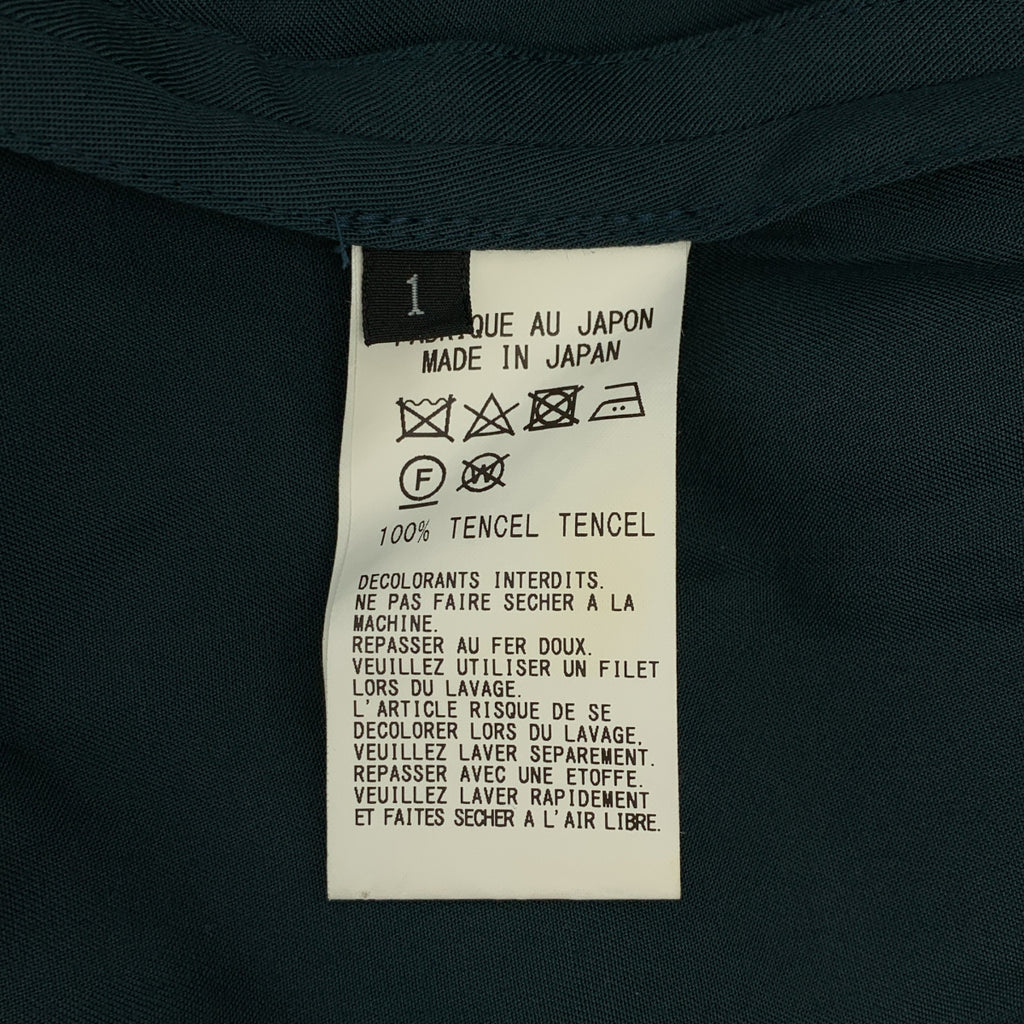 1
FABRIQUE AU JAPON
MADE IN JAPAN
F W
100% TENCEL TENCEL
DECOLORANTS INTERDITS.
NE PAS FAIRE SECHER A LA
MACHINE.
REPASSER AU FER DOUX.
VEUILLEZ UTILISER UN FILET
LORS DU LAVAGE.
L'ARTICLE RISQUE DE SE
DECOLORER LORS DU LAVAGE,
VEUILLEZ LAVER SEPAREMENT.
REPASSER AVEC UNE ETOFFE.
VEUILLEZ LAVER RAPIDEMENT
ET FAITES SECHER A L'AIR LIBRE.